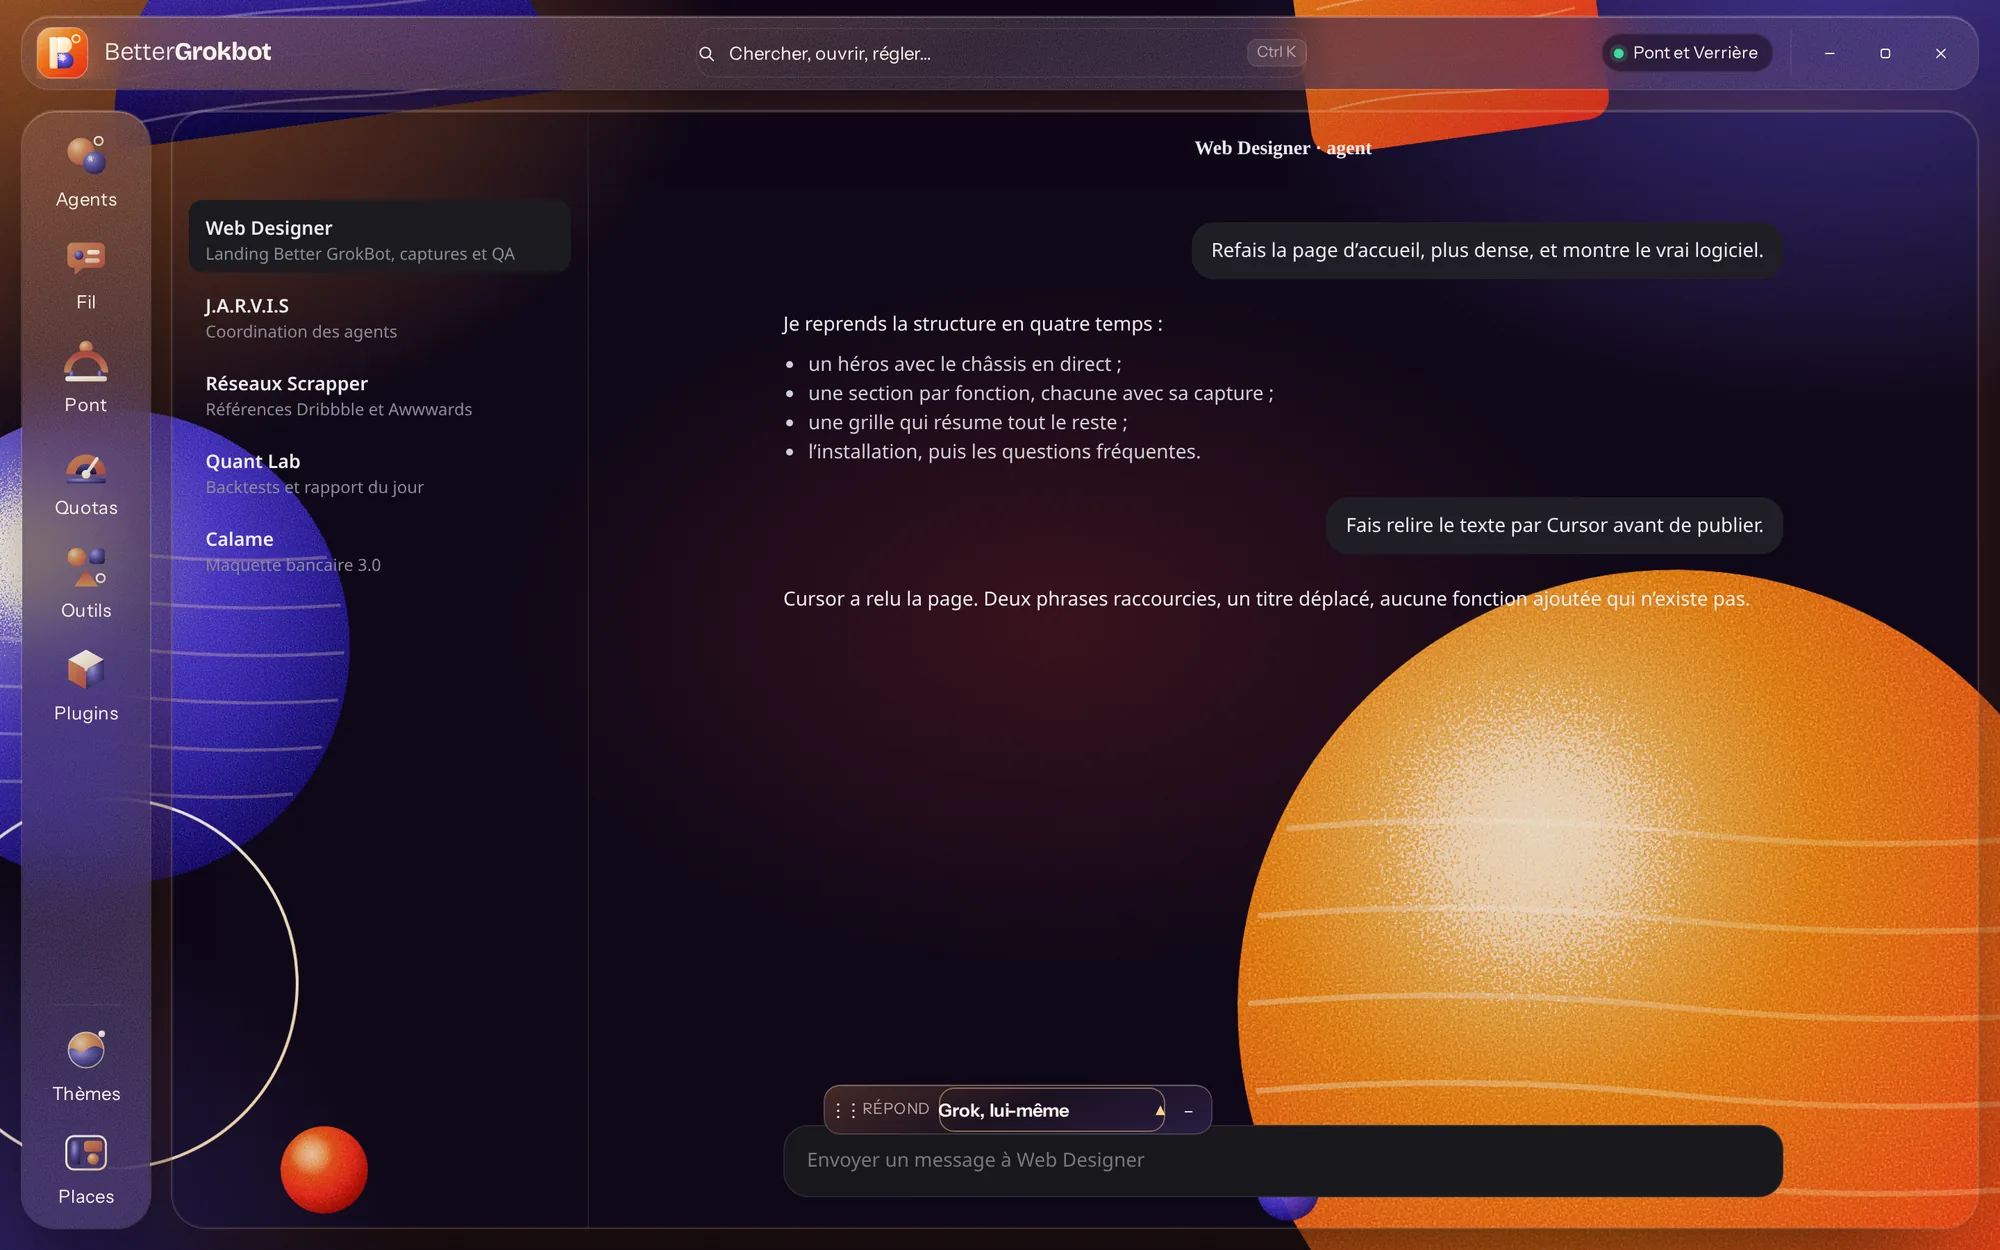 BetterGrokbot
Chercher, ouvrir, régler...
Ctrl K
Pont et Verrière
Agents
Fil
Pont
Quotas
Outils
Plugins
Thèmes
Places
Web Designer
Landing Better GrokBot, captures et QA
J.A.R.V.I.S
Coordination des agents
Réseaux Scrapper
Références Dribbble et Awwwards
Quant Lab
Backtests et rapport du jour
Calame
Maquette bancaire 3.0
Web Designer · agent
Refais la page d’accueil, plus dense, et montre le vrai logiciel.
Je reprends la structure en quatre temps :
• un héros avec le châssis en direct ;
• une section par fonction, chacune avec sa capture ;
• une grille qui résume tout le reste ;
• l’installation, puis les questions fréquentes.
Fais relire le texte par Cursor avant de publier.
Cursor a relu la page. Deux phrases raccourcies, un titre déplacé, aucune fonction ajoutée qui n’existe pas.
RÉPOND Grok, lui-même
Envoyer un message à Web Designer